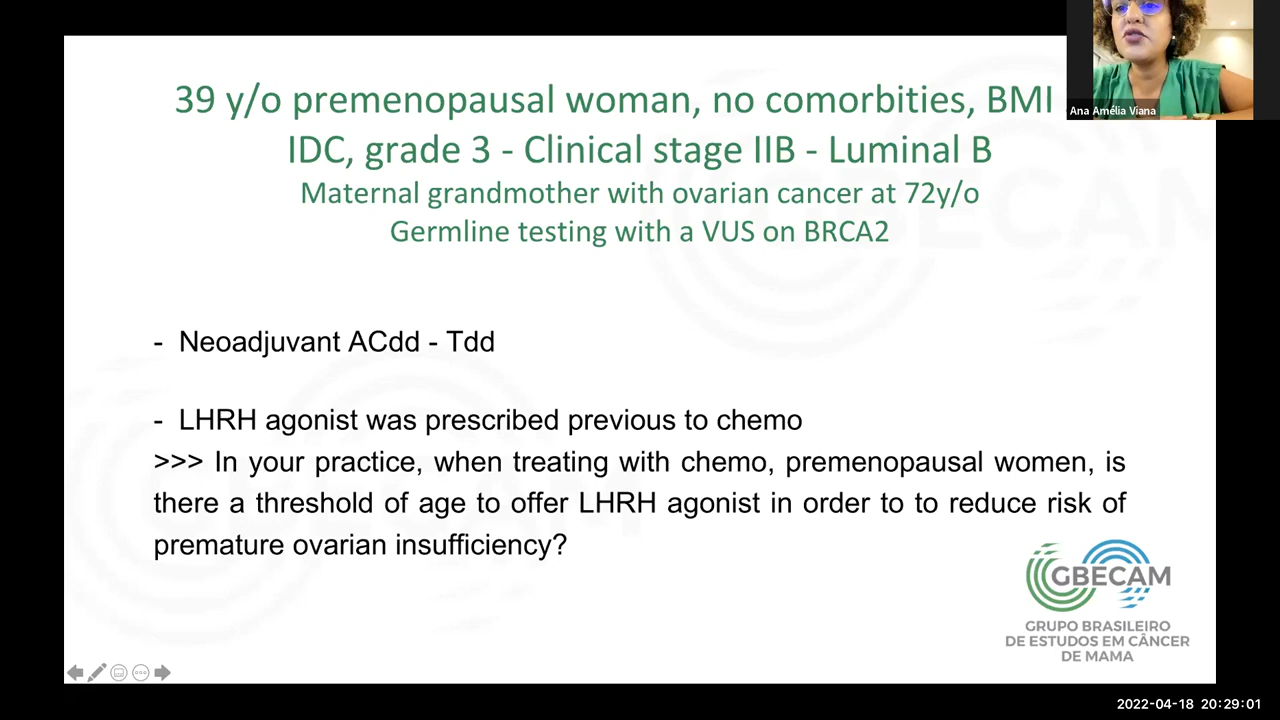 39 y/o premenopausal woman, no comorbities, BMI
IDC, grade 3 - Clinical stage IIB - Luminal B
Maternal grandmother with ovarian cancer at 72y/o
Germline testing with a VUS on BRCA2
- Neoadjuvant ACdd - Tdd
- LHRH agonist was prescribed previous to chemo
>>> In your practice, when treating with chemo, premenopausal women, is
there a threshold of age to offer LHRH agonist in order to to reduce risk of
premature ovarian insufficiency?
Ana Amélia Viana
GBECAM
GRUPO BRASILEIRO
DE ESTUDOS EM CÂNCER
DE MAMA
2022-04-18 20:29:01